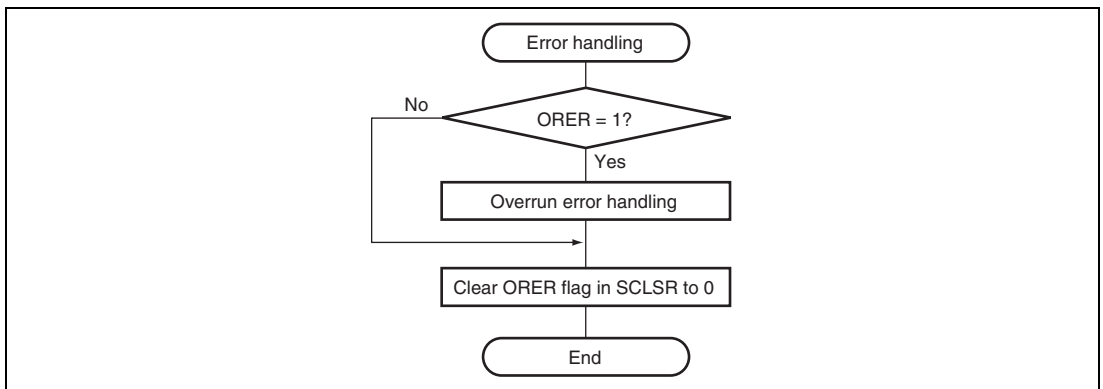 Error handling
No
ORER = 1?
Yes
Overrun error handling
Clear ORER flag in SCLSR to 0
End